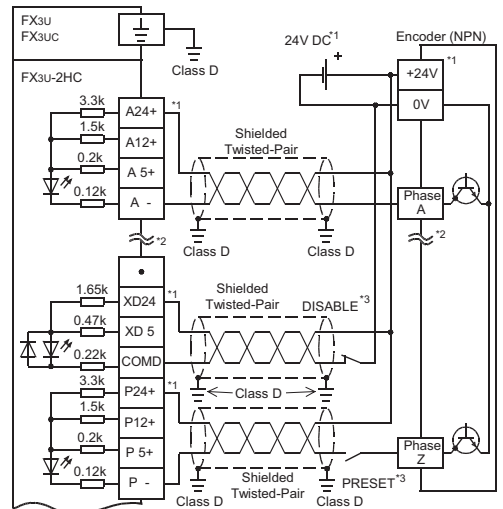 FX3U
FX3UC
Class D
24V DC*1
+
Encoder (NPN)
FX3U-2HC
+24V
*1
0V
3.3k
A24+
*1
1.5k
A12+
0.2k
A 5+
0.12k
A -
Shielded
Twisted-Pair
Class D
Class D
Phase
A
*2
*2
1.65k
XD24
*1
0.47k
XD 5
0.22k
COMD
Shielded
Twisted-Pair
DISABLE*3
Class D
3.3k
P24+
*1
1.5k
P12+
0.2k
P 5+
0.12k
P -
Shielded
Twisted-Pair
Class D
Class D
PRESET*3
Phase
Z